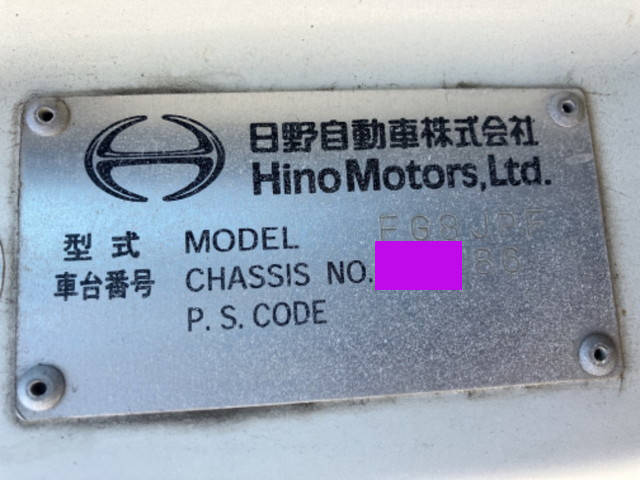 日野自動車株式会社
Hino Motors, Ltd.
型式 MODEL FG8JPF
車台番号 CHASSIS NO.
P.S. CODE